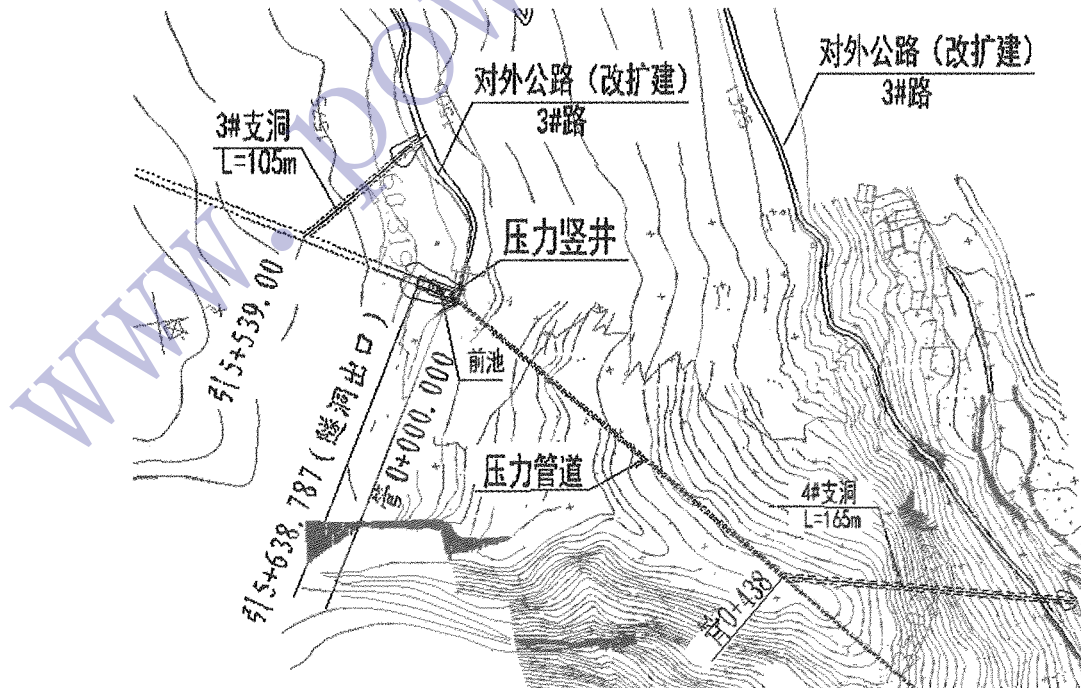 对外公路（改扩建）
3#路
对外公路（改扩建）
3#路
3#支洞
L=105m
压力竖井
引5+539.00
前池
引5+638.787（隧洞出口）
管0+000.000
压力管道
4#支洞
L=165m
管0+438
www.pow